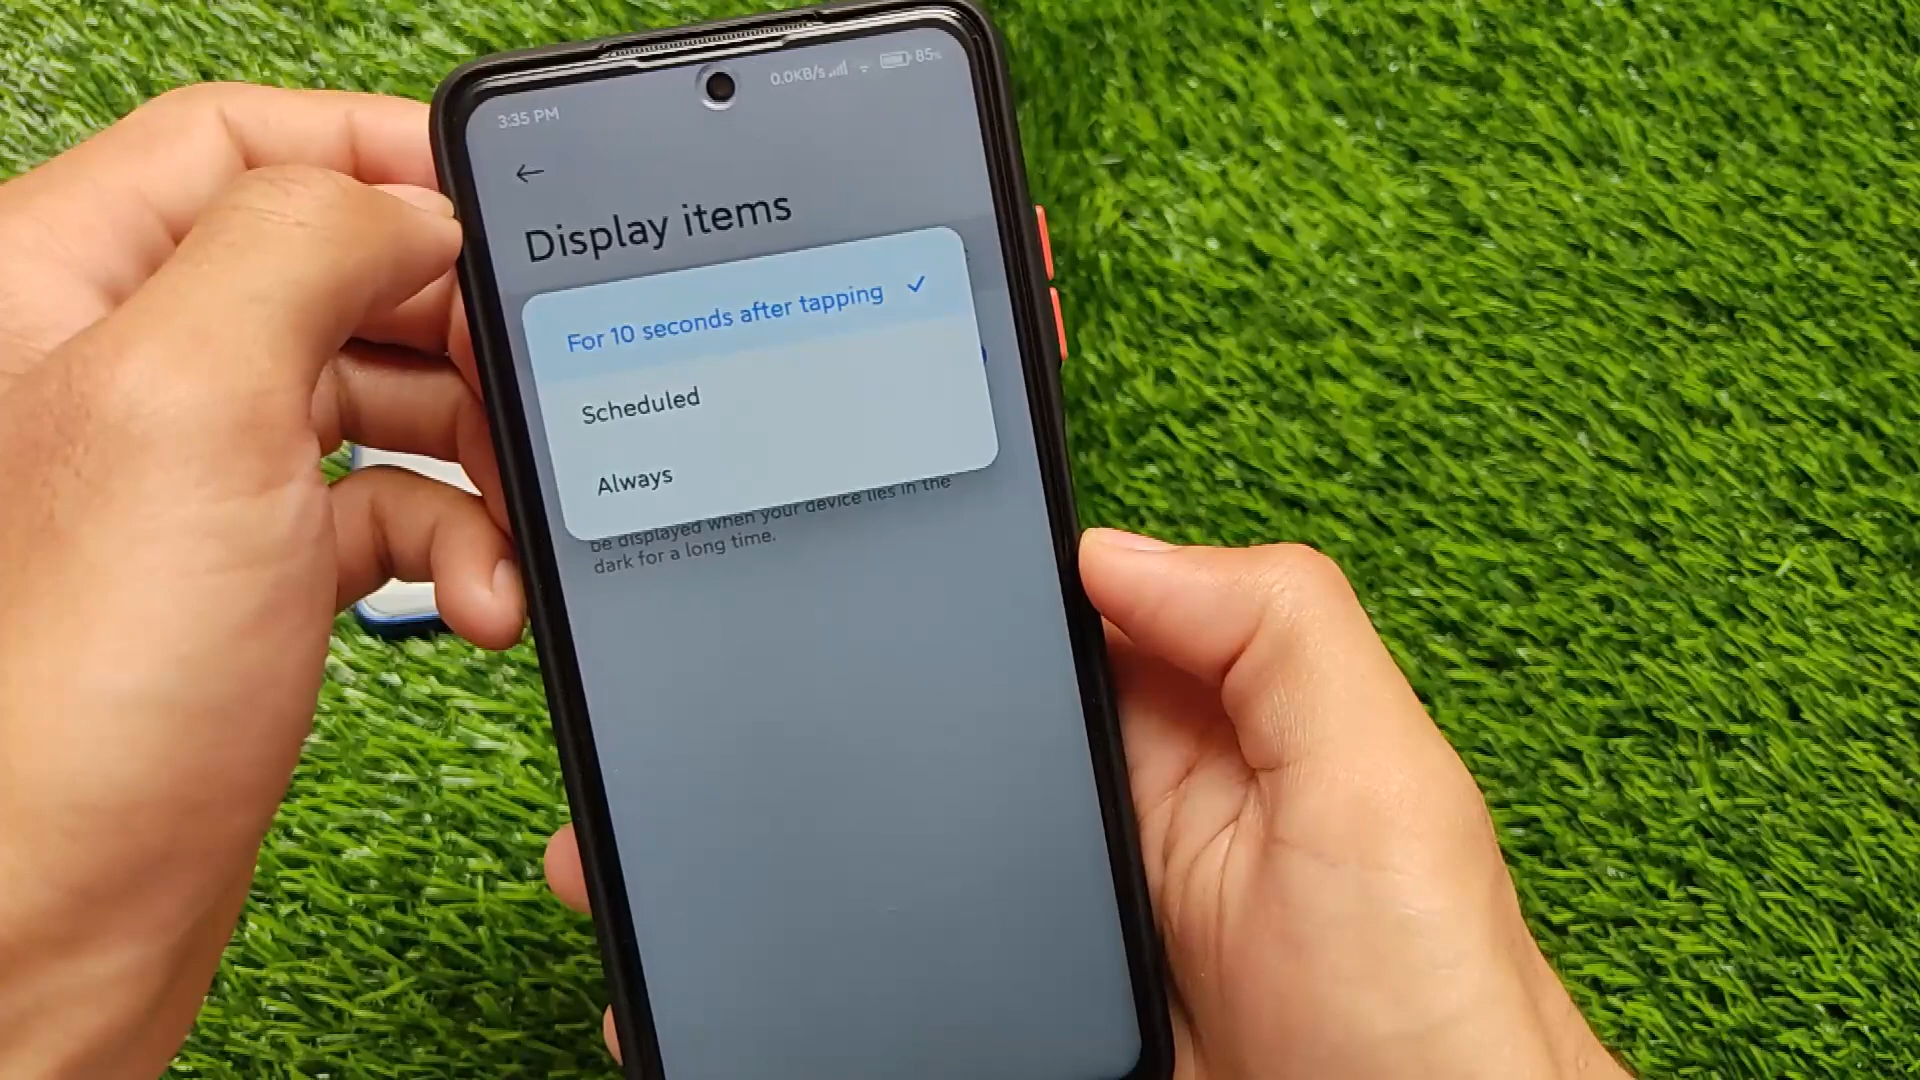 3:35 PM
0.0KB/s 85%
Display items
For 10 seconds after tapping
Scheduled
Always
be displayed when your device lies in the
dark for a long time.